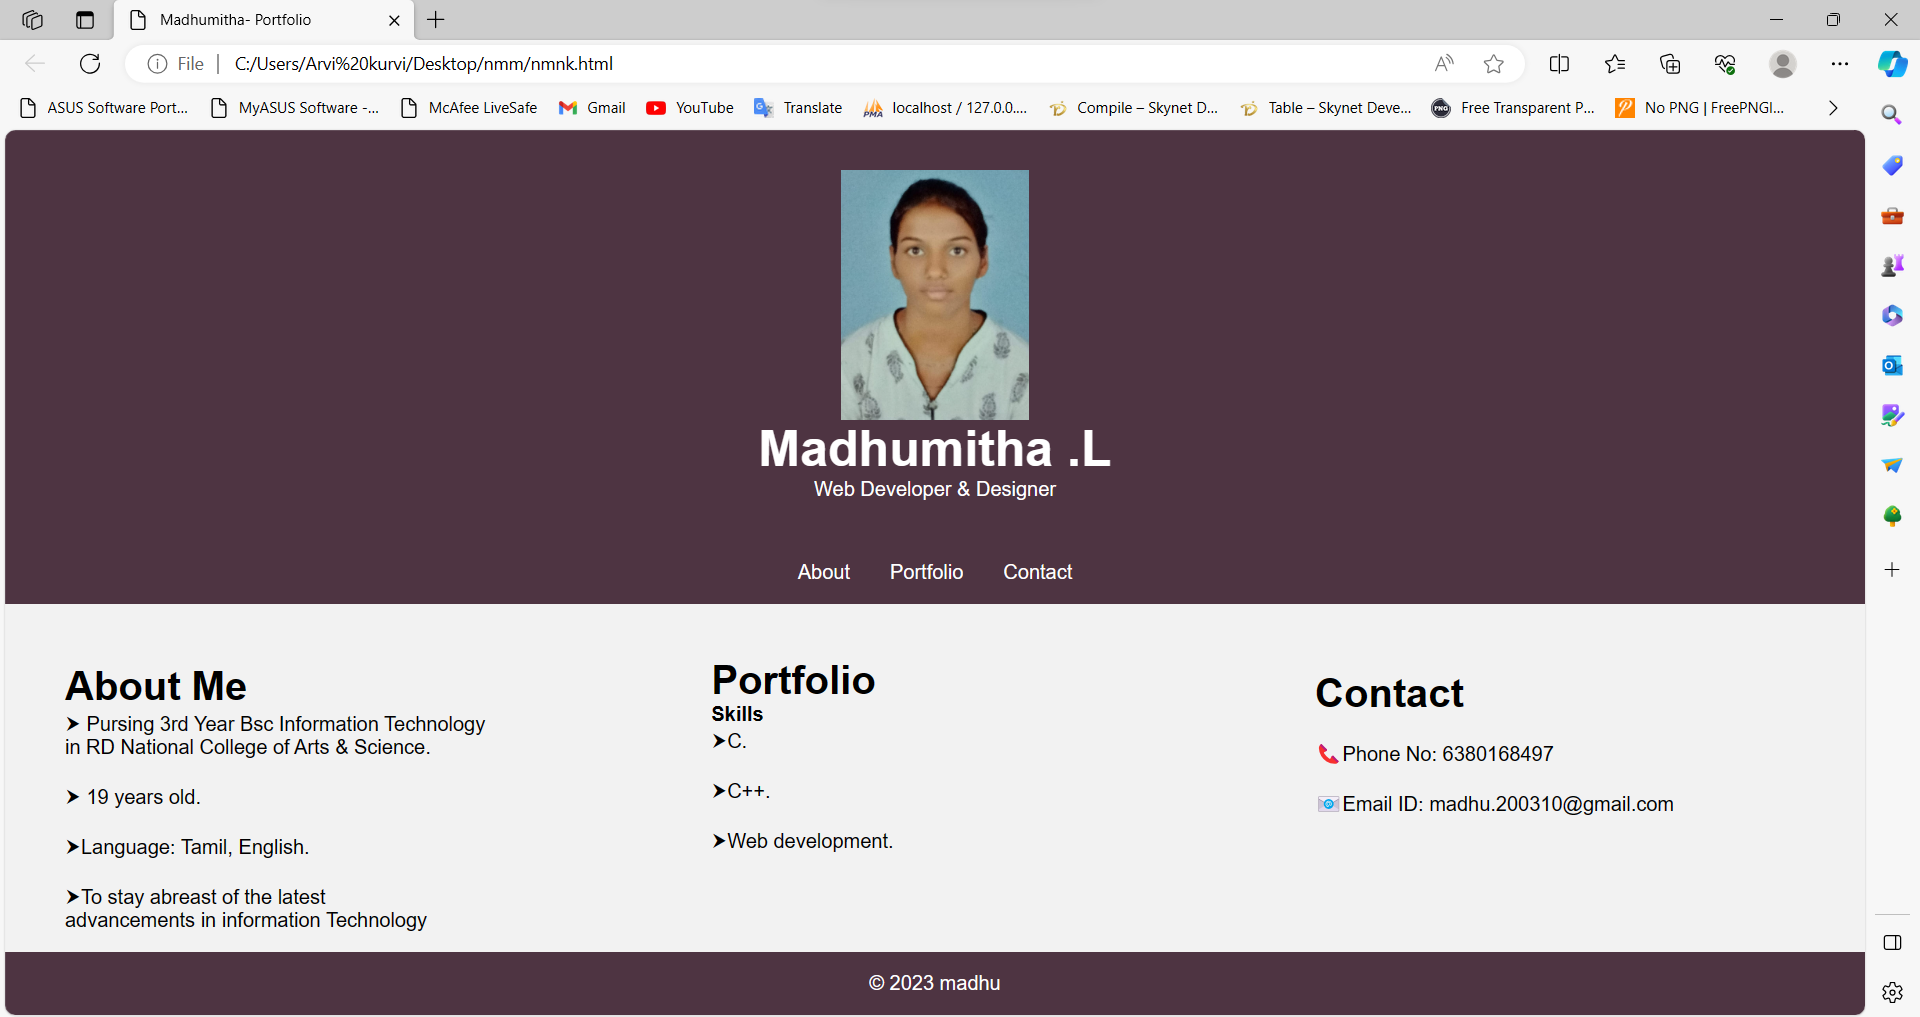 Madhumitha- Portfolio
File C:/Users/Arvi%20kurvi/Desktop/nmm/nmnk.html
ASUS Software Port... MyASUS Software -... McAfee LiveSafe Gmail YouTube Translate localhost / 127.0.0.... Compile – Skynet D... Table – Skynet Deve... Free Transparent P... No PNG | FreePNGI...
Madhumitha .L
Web Developer & Designer
About Portfolio Contact
About Me
➤ Pursing 3rd Year Bsc Information Technology
in RD National College of Arts & Science.
➤ 19 years old.
➤Language: Tamil, English.
➤To stay abreast of the latest
advancements in information Technology
Portfolio
Skills
➤C.
➤C++.
➤Web development.
Contact
📞Phone No: 6380168497
📧Email ID: madhu.200310@gmail.com
© 2023 madhu